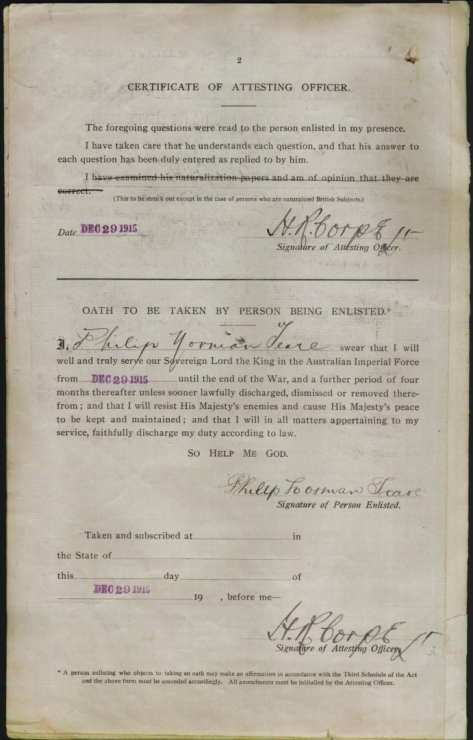 2
CERTIFICATE OF ATTESTING OFFICER.
The foregoing questions were read to the person enlisted in my presence.
I have taken care that he understands each question, and that his answer to
each question has been duly entered as replied to by him.
I have examined his naturalization papers and am of opinion that they are
correct.
(This to be struck out except in the case of persons who are naturalized British Subjects.)
Date DEC 29 1915
H.R. Corps
Signature of Attesting Officer.
OATH TO BE TAKEN BY PERSON BEING ENLISTED.*
I, Philip Norman Teare swear that I will
well and truly serve our Sovereign Lord the King in the Australian Imperial Force
from DEC 29 1915 until the end of the War, and a further period of four
months thereafter unless sooner lawfully discharged, dismissed or removed there-
from; and that I will resist His Majesty's enemies and cause His Majesty's peace
to be kept and maintained; and that I will in all matters appertaining to my
service, faithfully discharge my duty according to law.
SO HELP ME GOD.
Philip Norman Teare
Signature of Person Enlisted.
Taken and subscribed at in
the State of
this day of
DEC 29 1915 19 , before me—
H.R. Corps
Signature of Attesting Officer.
* A person enlisting who objects to taking an oath may make an affirmation in accordance with the Third Schedule of the Act
and the above form must be amended accordingly. All amendments must be initialled by the Attesting Officer.